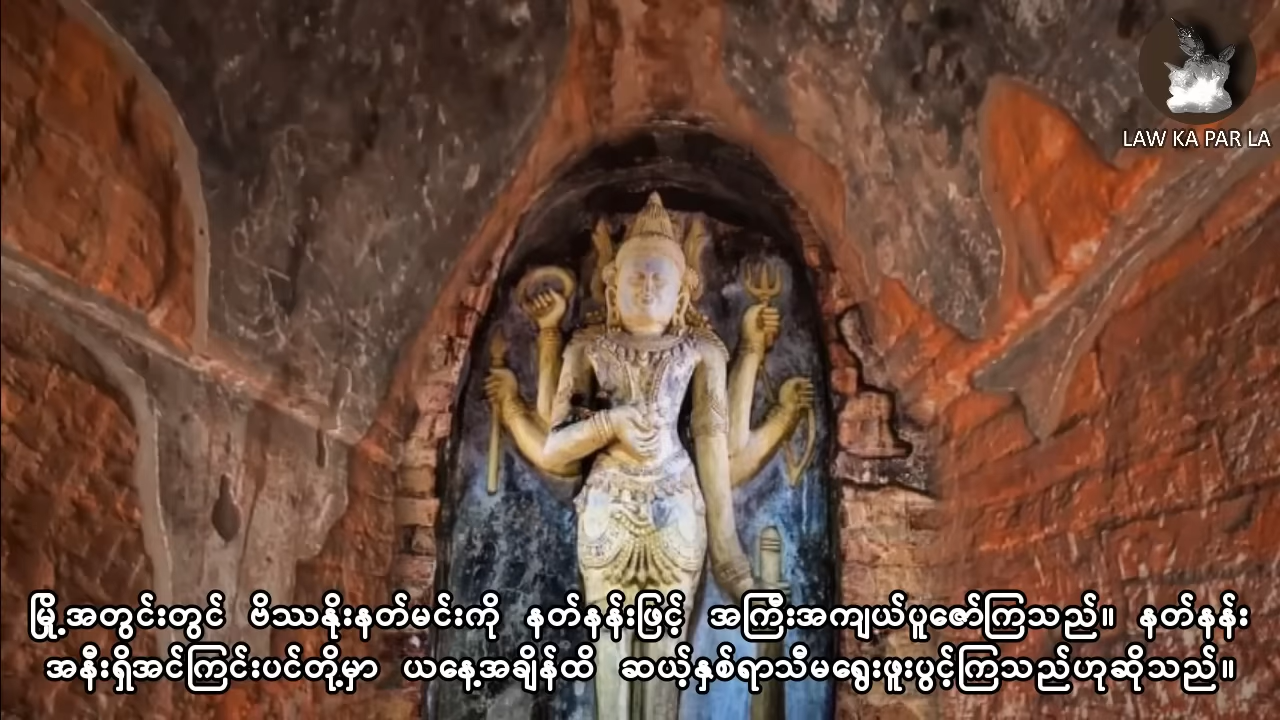 LAW KA PAR LA
မြို့အတွင်းတွင် ဗိဿနိုးနတ်မင်းကို နတ်နန်းဖြင့် အကြီးအကျယ်ပူဇော်ကြသည်။ နတ်နန်း
အနီးရှိအင်ကြင်းပင်တို့မှာ ယနေ့အချိန်ထိ ဆယ့်နှစ်ရာသီမရွေးဖူးပွင့်ကြသည်ဟုဆိုသည်။